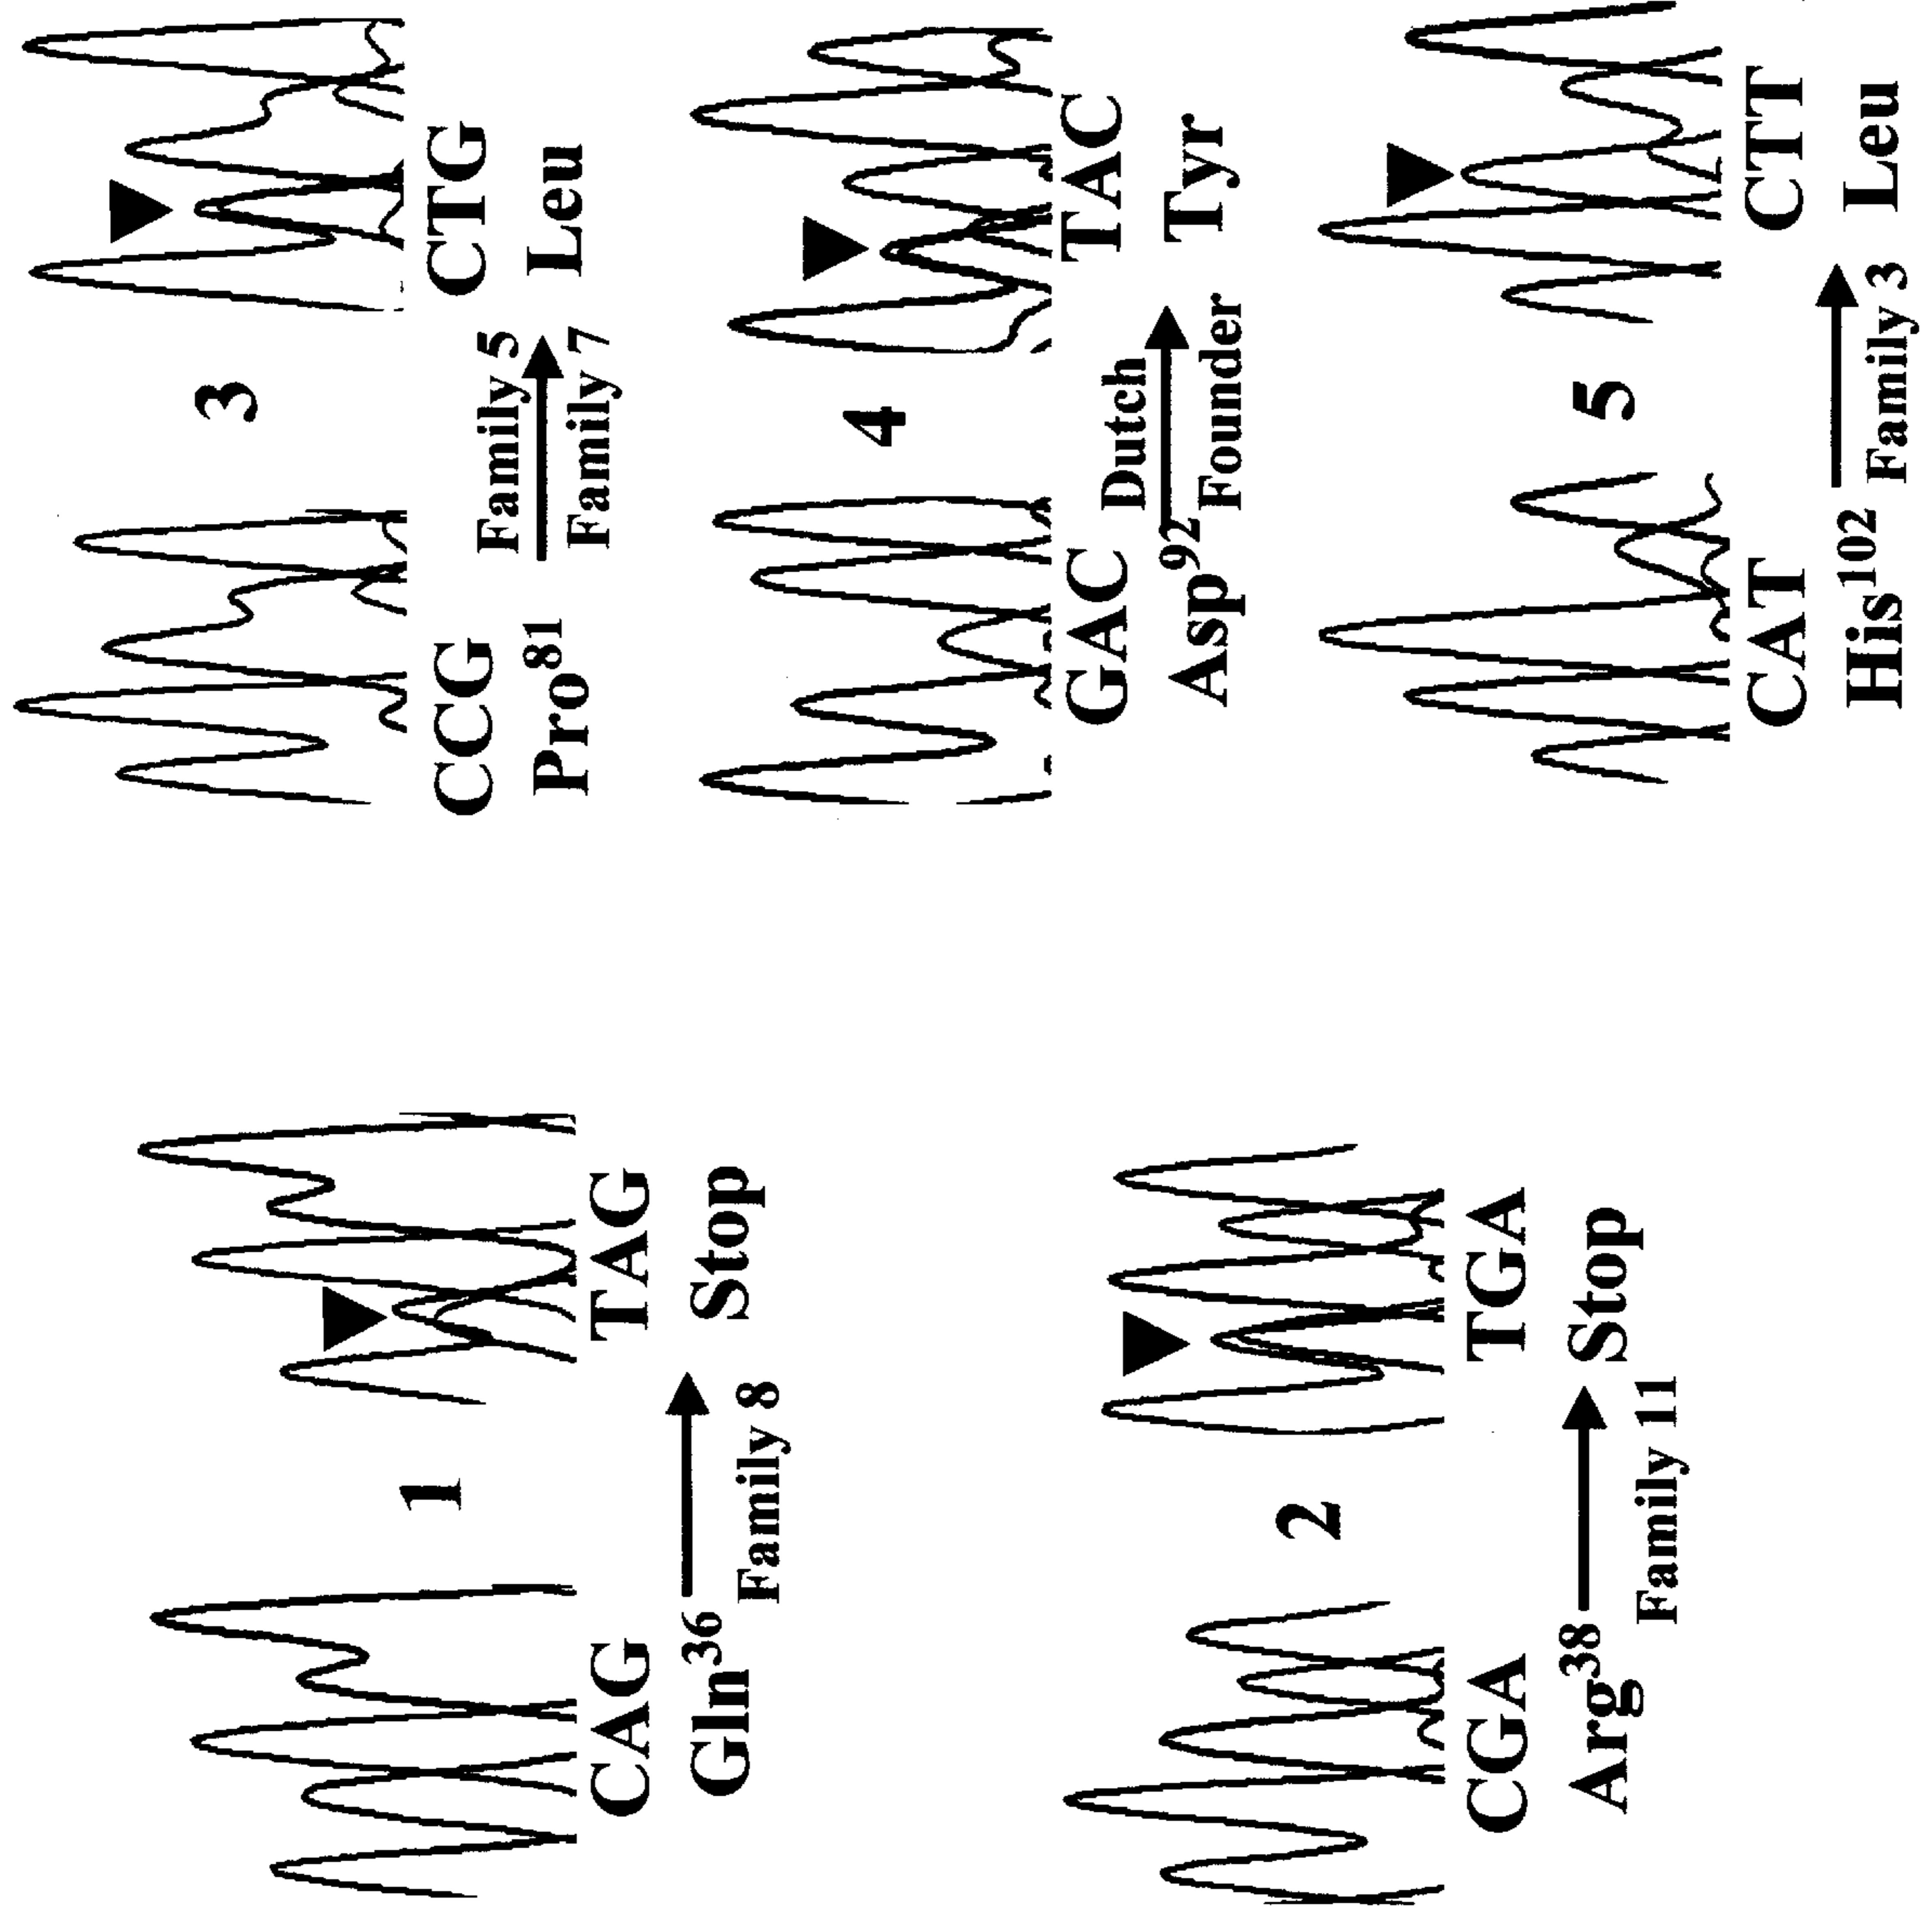 1
CAG TAG
Gln36 Stop
Family 8
2
CGA TGA
Arg38 Stop
Family 11
3
CCG CTG
Pro81 Family 5 Leu
Family 7
4
GAC TAC
Asp92 Dutch Tyr
Founder
5
CAT CTT
His102 Leu
Family 3